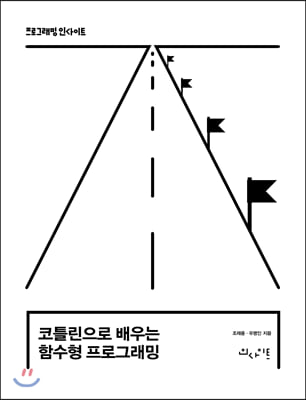 프로그래밍 인사이트
코틀린으로 배우는
함수형 프로그래밍
조재용 · 우명인 지음
인사이트